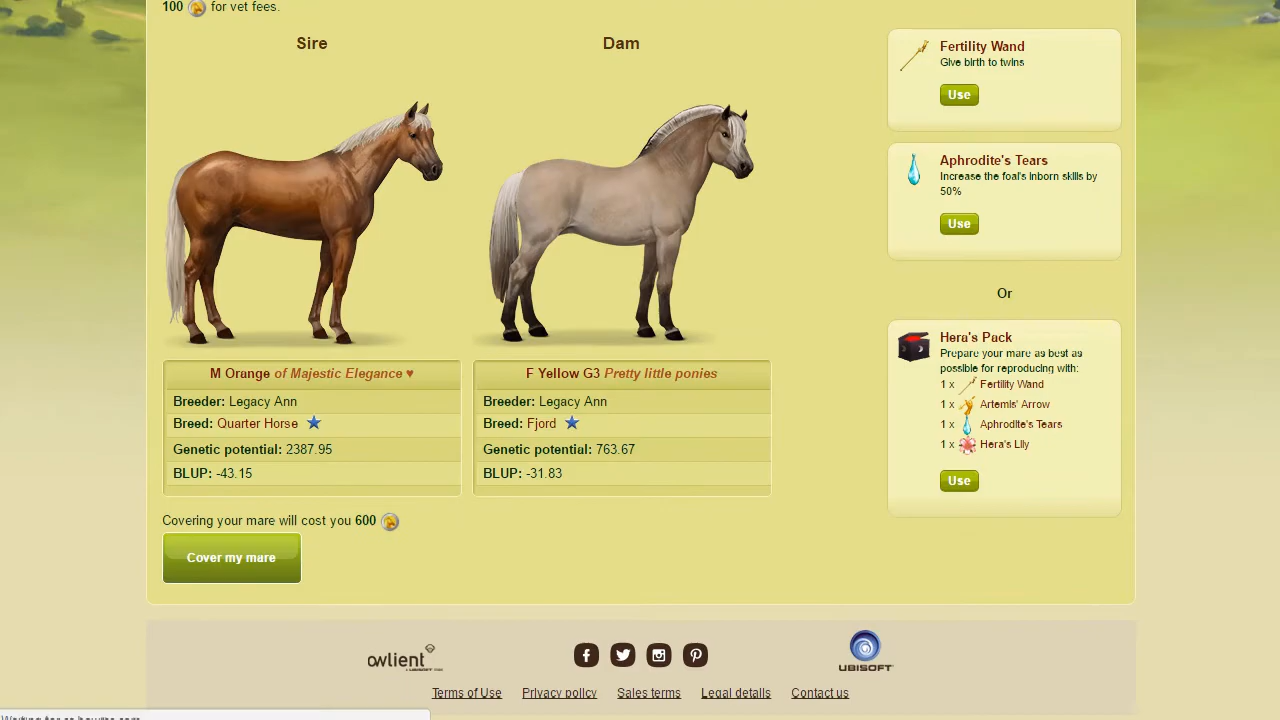 100 for vet fees.
Sire
Dam
M Orange of Majestic Elegance ♥
Breeder: Legacy Ann
Breed: Quarter Horse
Genetic potential: 2387.95
BLUP: -43.15
F Yellow G3 Pretty little ponies
Breeder: Legacy Ann
Breed: Fjord
Genetic potential: 763.67
BLUP: -31.83
Covering your mare will cost you 600
Cover my mare
Fertility Wand
Give birth to twins
Use
Aphrodite's Tears
Increase the foal's inborn skills by
50%
Use
Or
Hera's Pack
Prepare your mare as best as
possible for reproducing with:
1 x Fertility Wand
1 x Artemis' Arrow
1 x Aphrodite's Tears
1 x Hera's Lily
Use
owlient
UBISOFT
Terms of Use Privacy policy Sales terms Legal details Contact us